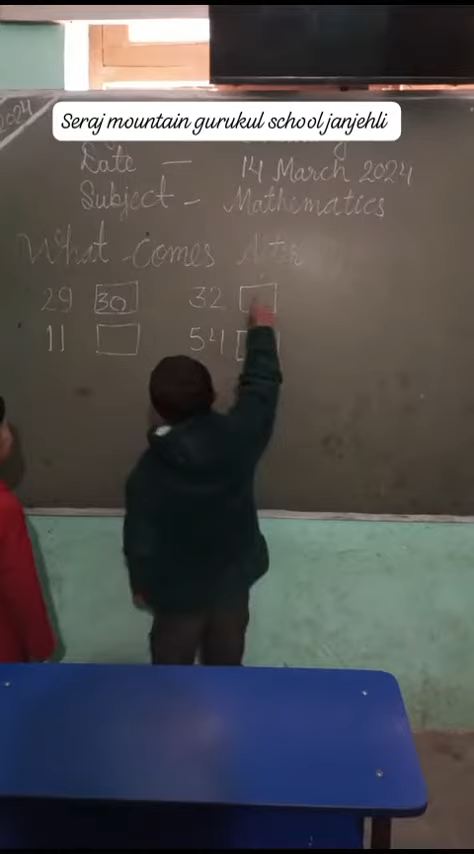 2024
Seraj mountain gurukul school janjehli
Date — 14 March 2024
Subject - Mathematics
What Comes After
29 30 32
11 54